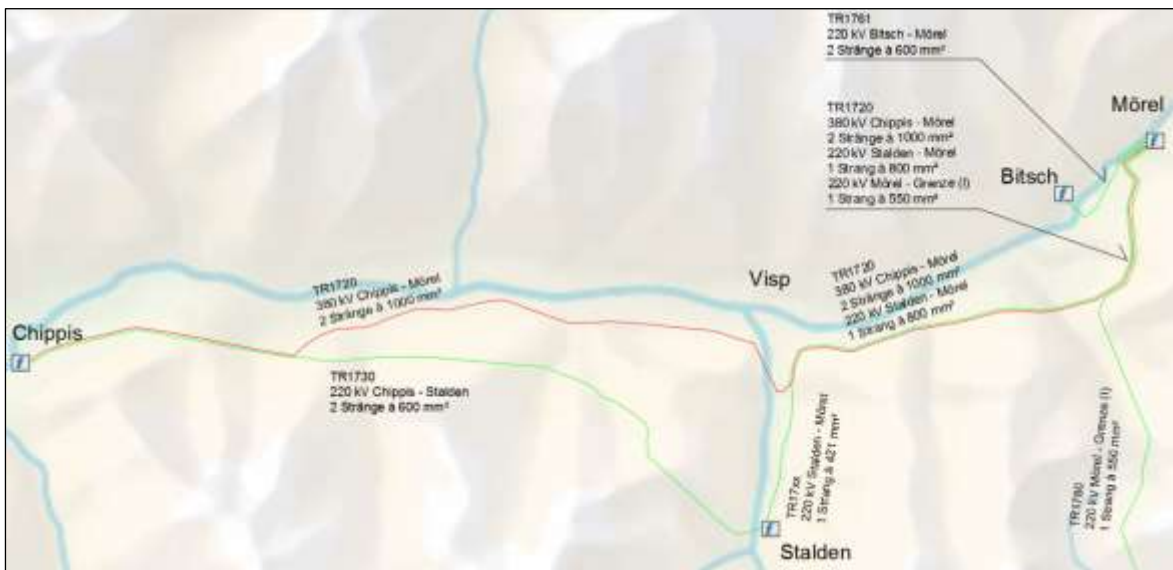 TR1761
220 kV Bitsch - Mörel
2 Stränge à 600 mm²
Mörel
TR1720
380 kV Chippis - Mörel
2 Stränge à 1000 mm²
220 kV Stalden - Mörel
1 Strang à 800 mm²
220 kV Mörel - Grenze (I)
1 Strang à 550 mm²
Bitsch
TR1720
380 kV Chippis - Mörel
2 Stränge à 1000 mm²
Visp
TR1720
380 kV Chippis - Mörel
2 Stränge à 1000 mm²
220 kV Stalden - Mörel
1 Strang à 800 mm²
Chippis
TR1730
220 kV Chippis - Stalden
2 Stränge à 600 mm²
TR17xx
220 kV Stalden - Mörel
1 Strang à 421 mm²
TR1780
220 kV Mörel - Grenze (I)
1 Strang à 550 mm²
Stalden